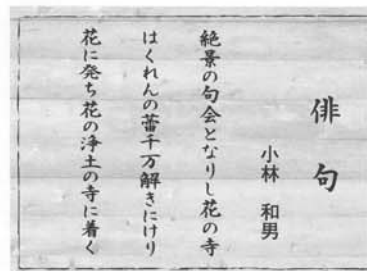 俳句
小林 和男
絶景の句会となりし花の寺
はくれんの蕾千万解きにけり
花に発ち花の浄土の寺に着く